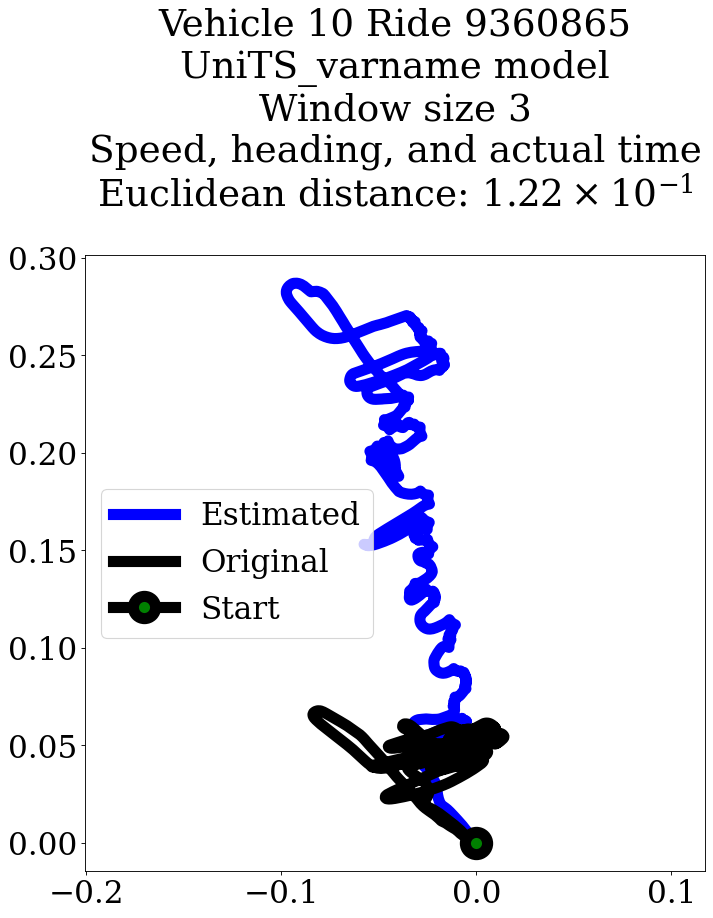 Vehicle 10 Ride 9360865
UniTS_varname model
Window size 3
Speed, heading, and actual time
Euclidean distance: 1.22 × 10⁻¹
0.30
0.25
0.20
0.15
0.10
0.05
0.00
Estimated
Original
Start
−0.2
−0.1
0.0
0.1